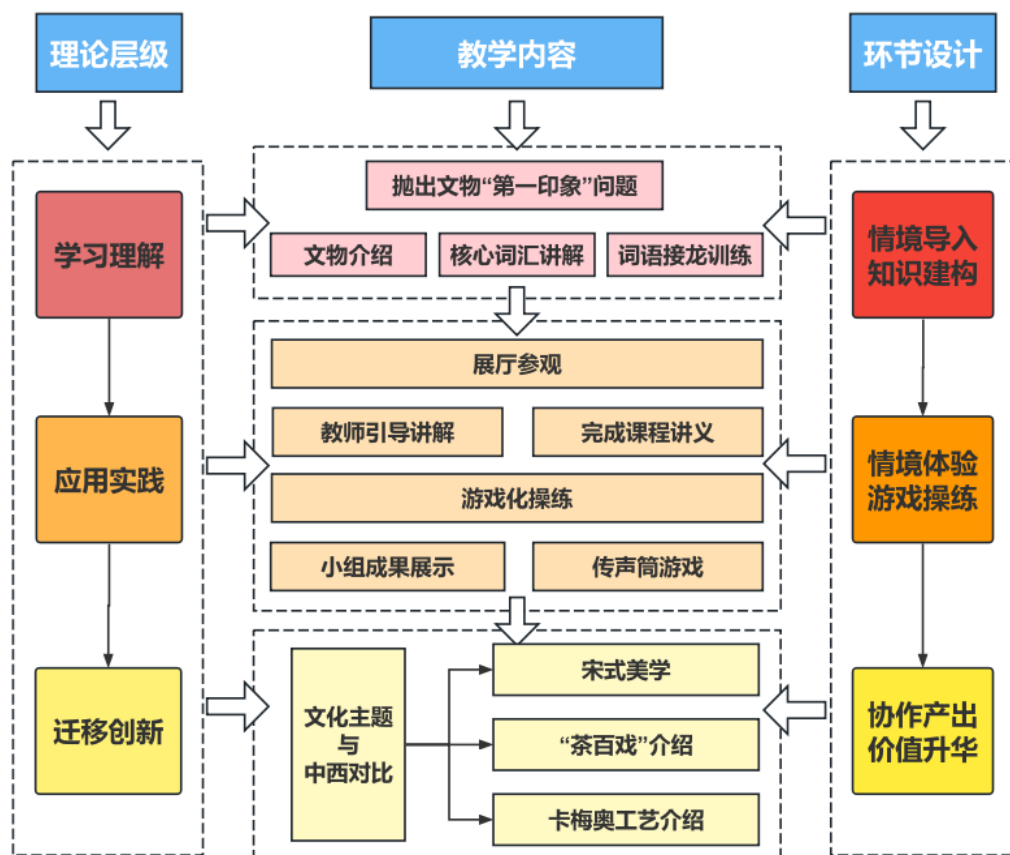 理论层级
教学内容
环节设计
抛出文物“第一印象”问题
学习理解
文物介绍
核心词汇讲解
词语接龙训练
情境导入
知识建构
展厅参观
教师引导讲解
完成课程讲义
应用实践
游戏化操练
情境体验
游戏操练
小组成果展示
传声筒游戏
迁移创新
文化主题
与
中西对比
宋式美学
“茶百戏”介绍
卡梅奥工艺介绍
协作产出
价值升华